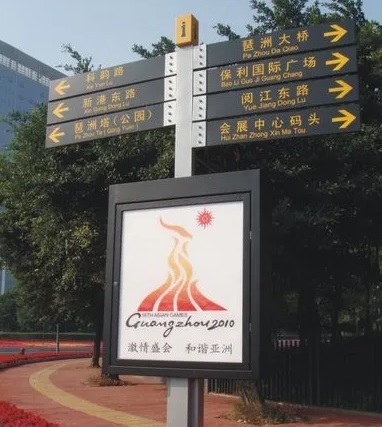 i
科韵路
Ke Yun Lu
新港东路
Xin Gang Dong Lu
琶洲塔(公园)
Pa Zhou Ta ( Gong Yuan )
琶洲大桥
Pa Zhou Da Qiao
保利国际广场
Bao Li Guo Ji Guang Cheng
阅江东路
Yue Jiang Dong Lu
会展中心码头
Hui Zhan Zhong Xin Ma Tou
16TH ASIAN GAMES
Guangzhou 2010
激情盛会 和谐亚洲